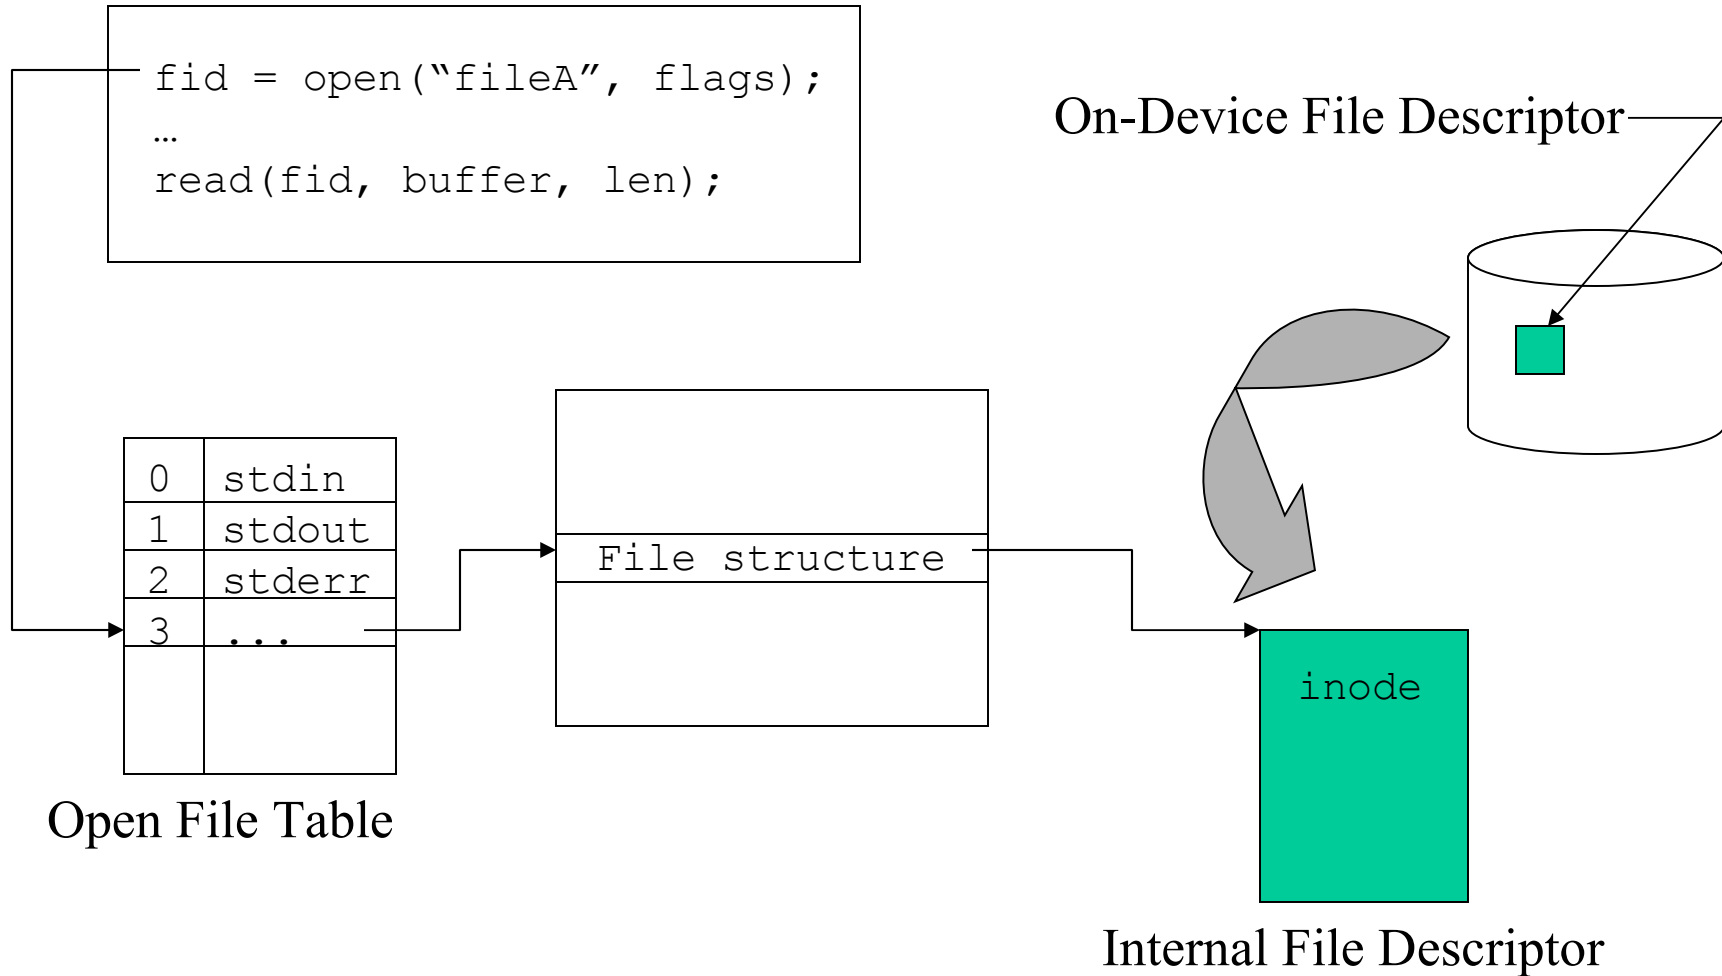 fid = open(“fileA”, flags);
…
read(fid, buffer, len);
On-Device File Descriptor
0 stdin
1 stdout
2 stderr
3 ...
File structure
inode
Open File Table
Internal File Descriptor